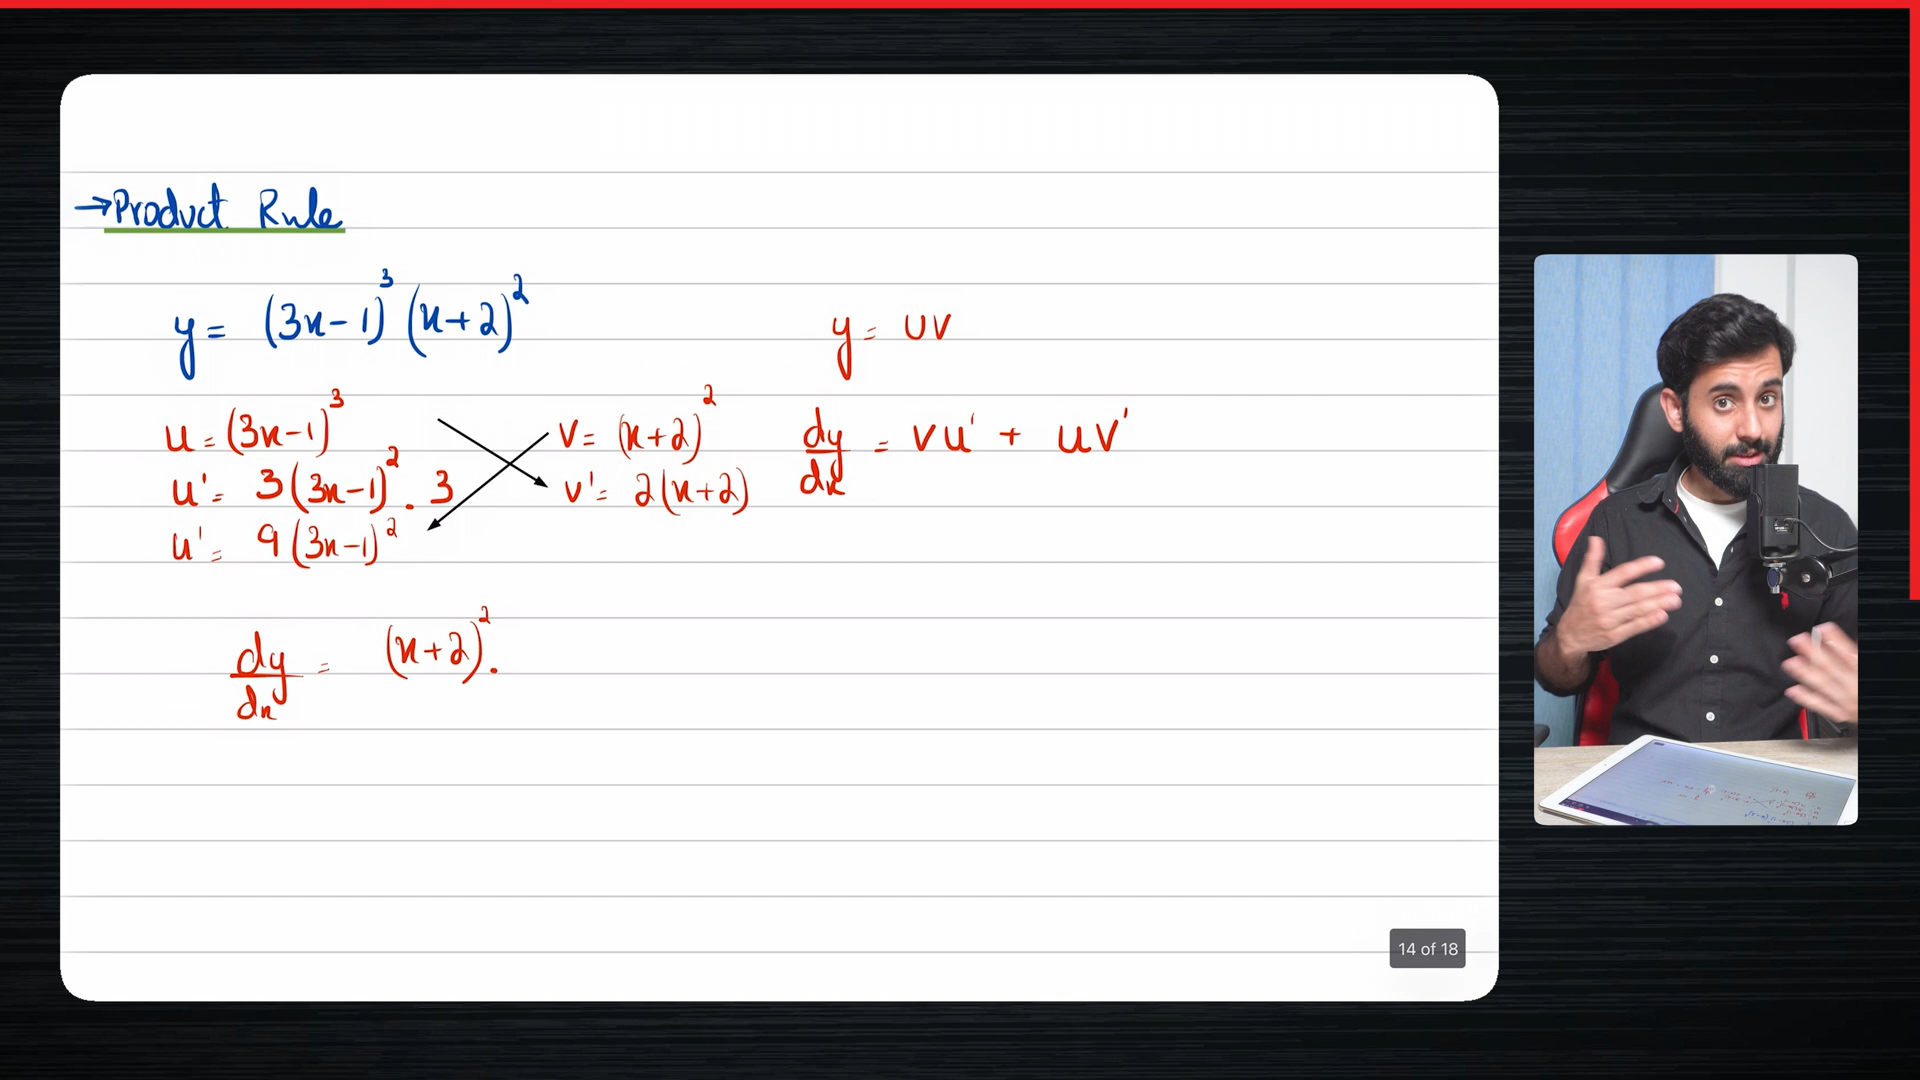 →Product Rule
y = (3x-1)³ (x+2)²
y = uv
u = (3x-1)³
v = (x+2)²
dy/dx = vu' + uv'
u' = 3(3x-1)² . 3
v' = 2(x+2)
u' = 9(3x-1)²
dy/dx = (x+2)² .
14 of 18